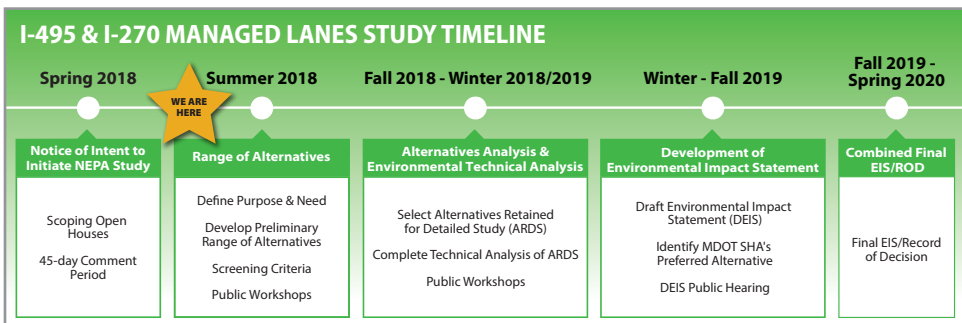 I-495 & I-270 MANAGED LANES STUDY TIMELINE
Spring 2018
WE ARE
HERE
Summer 2018
Fall 2018 - Winter 2018/2019
Winter - Fall 2019
Fall 2019 -
Spring 2020
Notice of Intent to
Initiate NEPA Study
Scoping Open
Houses
45-day Comment
Period
Range of Alternatives
Define Purpose & Need
Develop Preliminary
Range of Alternatives
Screening Criteria
Public Workshops
Alternatives Analysis &
Environmental Technical Analysis
Select Alternatives Retained
for Detailed Study (ARDS)
Complete Technical Analysis of ARDS
Public Workshops
Development of
Environmental Impact Statement
Draft Environmental Impact
Statement (DEIS)
Identify MDOT SHA's
Preferred Alternative
DEIS Public Hearing
Combined Final
EIS/ROD
Final EIS/Record
of Decision